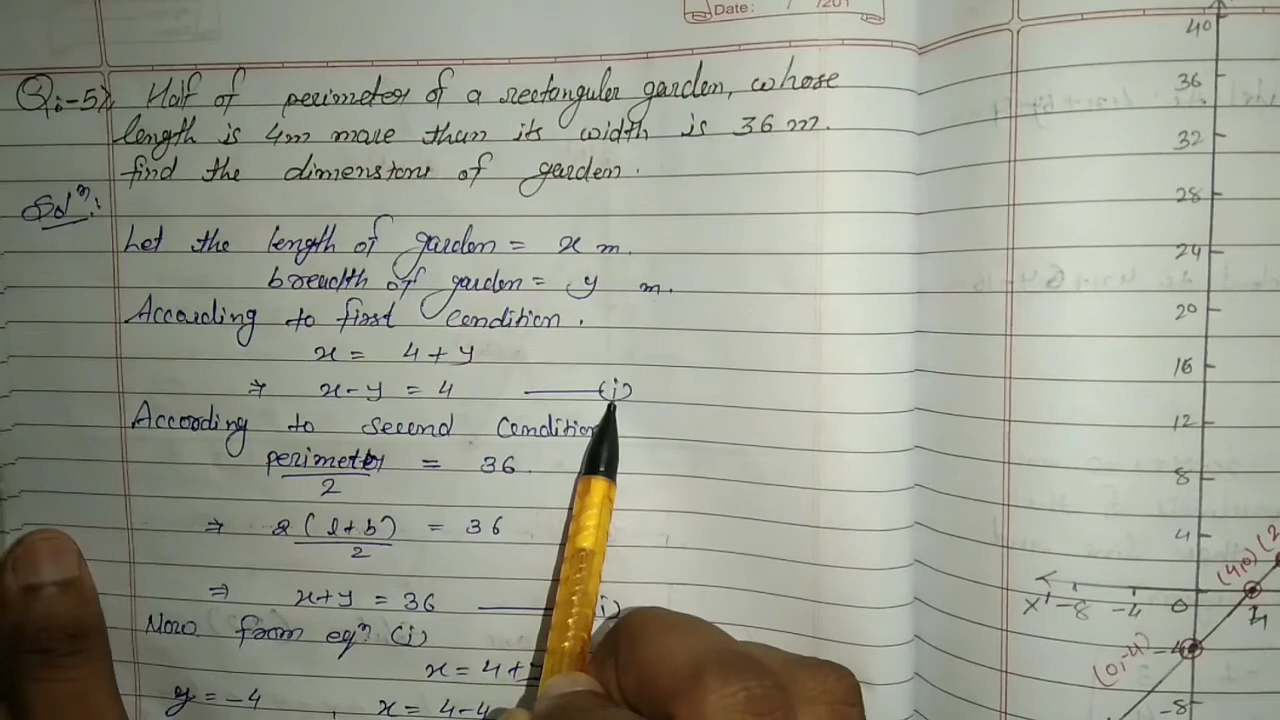 Date: / /201
Q:-5) Half of perimeter of a rectangular garden, whose
length is 4m more than its width is 36 m.
find the dimensions of garden.
Solⁿ:
Let the length of garden = x m.
breadth of garden = y m.
According to first condition.
x = 4 + y
⇒ x - y = 4 ——(i)
According to second Condition
perimeter/2 = 36.
⇒ 2(l+b)/2 = 36
⇒ x+y = 36 —— i)
Now from eqⁿ (i)
x = 4 + y
y = -4 , x = 4-4
40
36
32
28
24
20
16
12
8
4
X' -8 -4 0 4
(4,0) (2
(0,-4) -4
-8